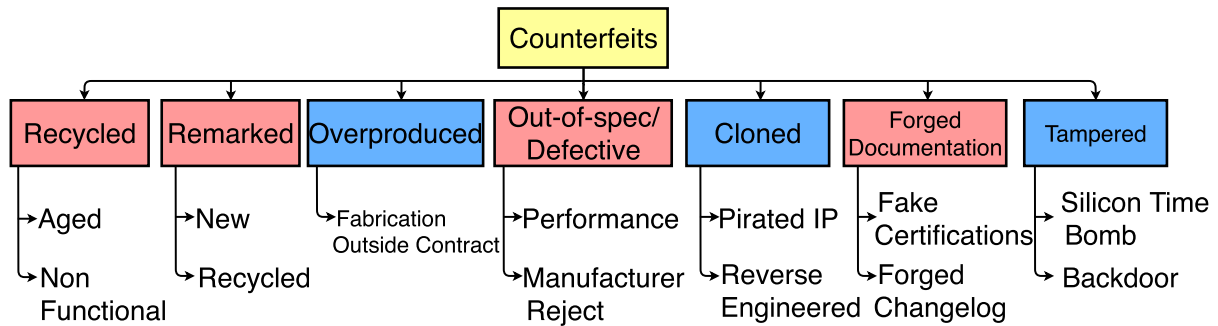 Counterfeits
Recycled
Remarked
Overproduced
Out-of-spec/
Defective
Cloned
Forged
Documentation
Tampered
Aged
Non
Functional
New
Recycled
Fabrication
Outside Contract
Performance
Manufacturer
Reject
Pirated IP
Reverse
Engineered
Fake
Certifications
Forged
Changelog
Silicon Time
Bomb
Backdoor